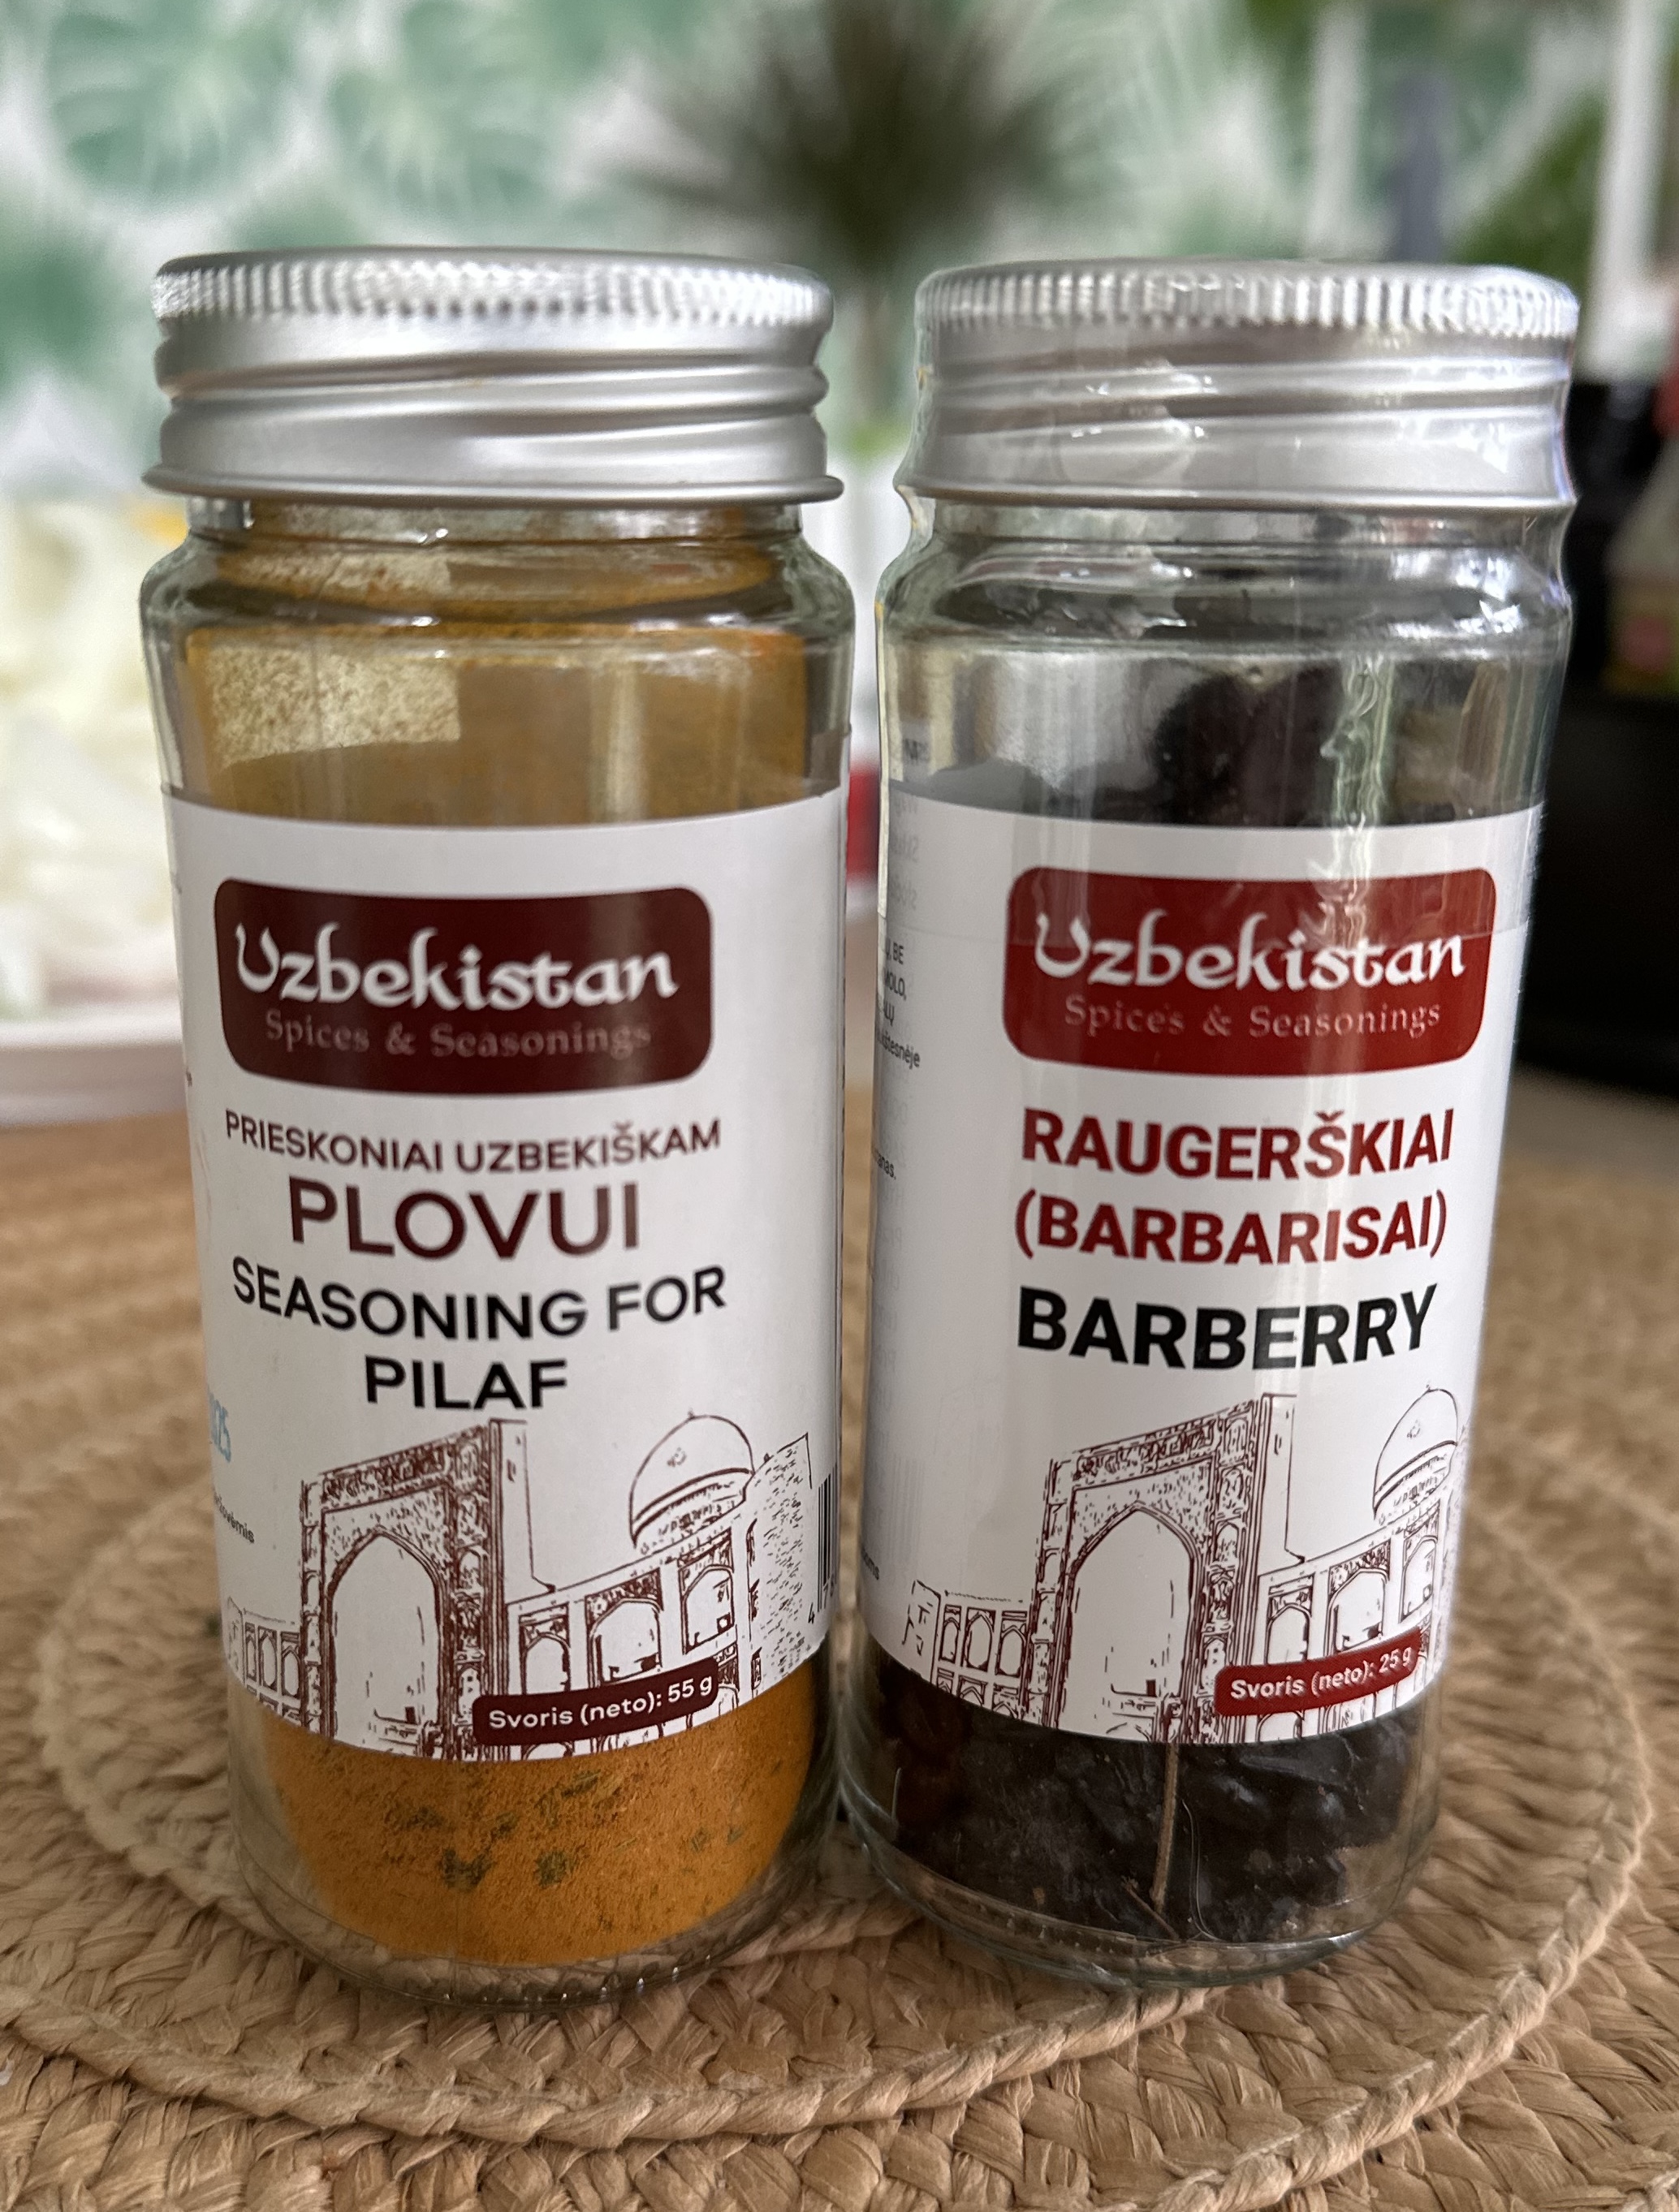 Uzbekistan
Spices & Seasonings
PRIESKONIAI UZBEKIŠKAM
PLOVUI
SEASONING FOR
PILAF
Svoris (neto): 55 g
Uzbekistan
Spices & Seasonings
RAUGERŠKIAI
(BARBARISAI)
BARBERRY
Svoris (neto): 25 g
BE